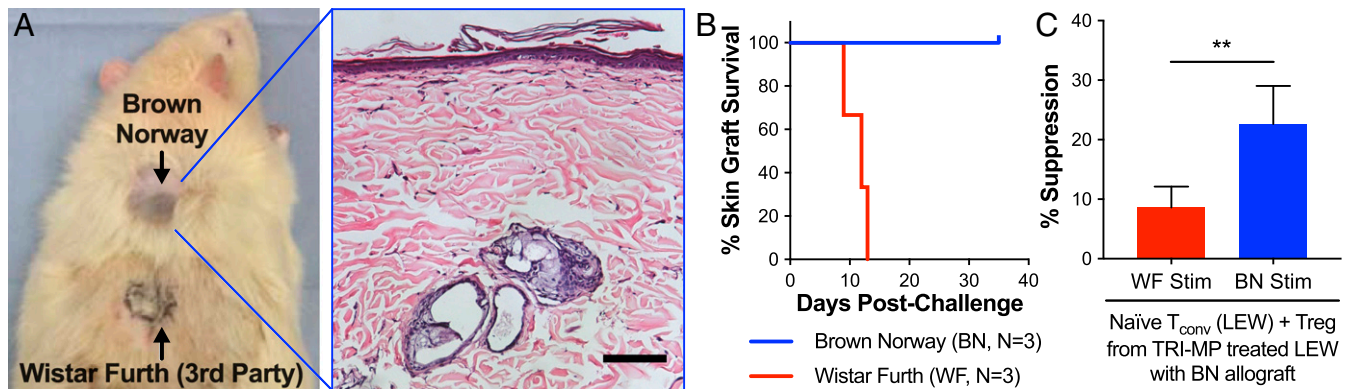 A
Brown
Norway
Wistar Furth (3rd Party)
B
% Skin Graft Survival
100
80
60
40
20
0
0 10 20 30 40
Days Post-Challenge
Brown Norway (BN, N=3)
Wistar Furth (WF, N=3)
C
% Suppression
40
30
20
10
0
**
WF Stim BN Stim
Naïve Tconv (LEW) + Treg
from TRI-MP treated LEW
with BN allograft